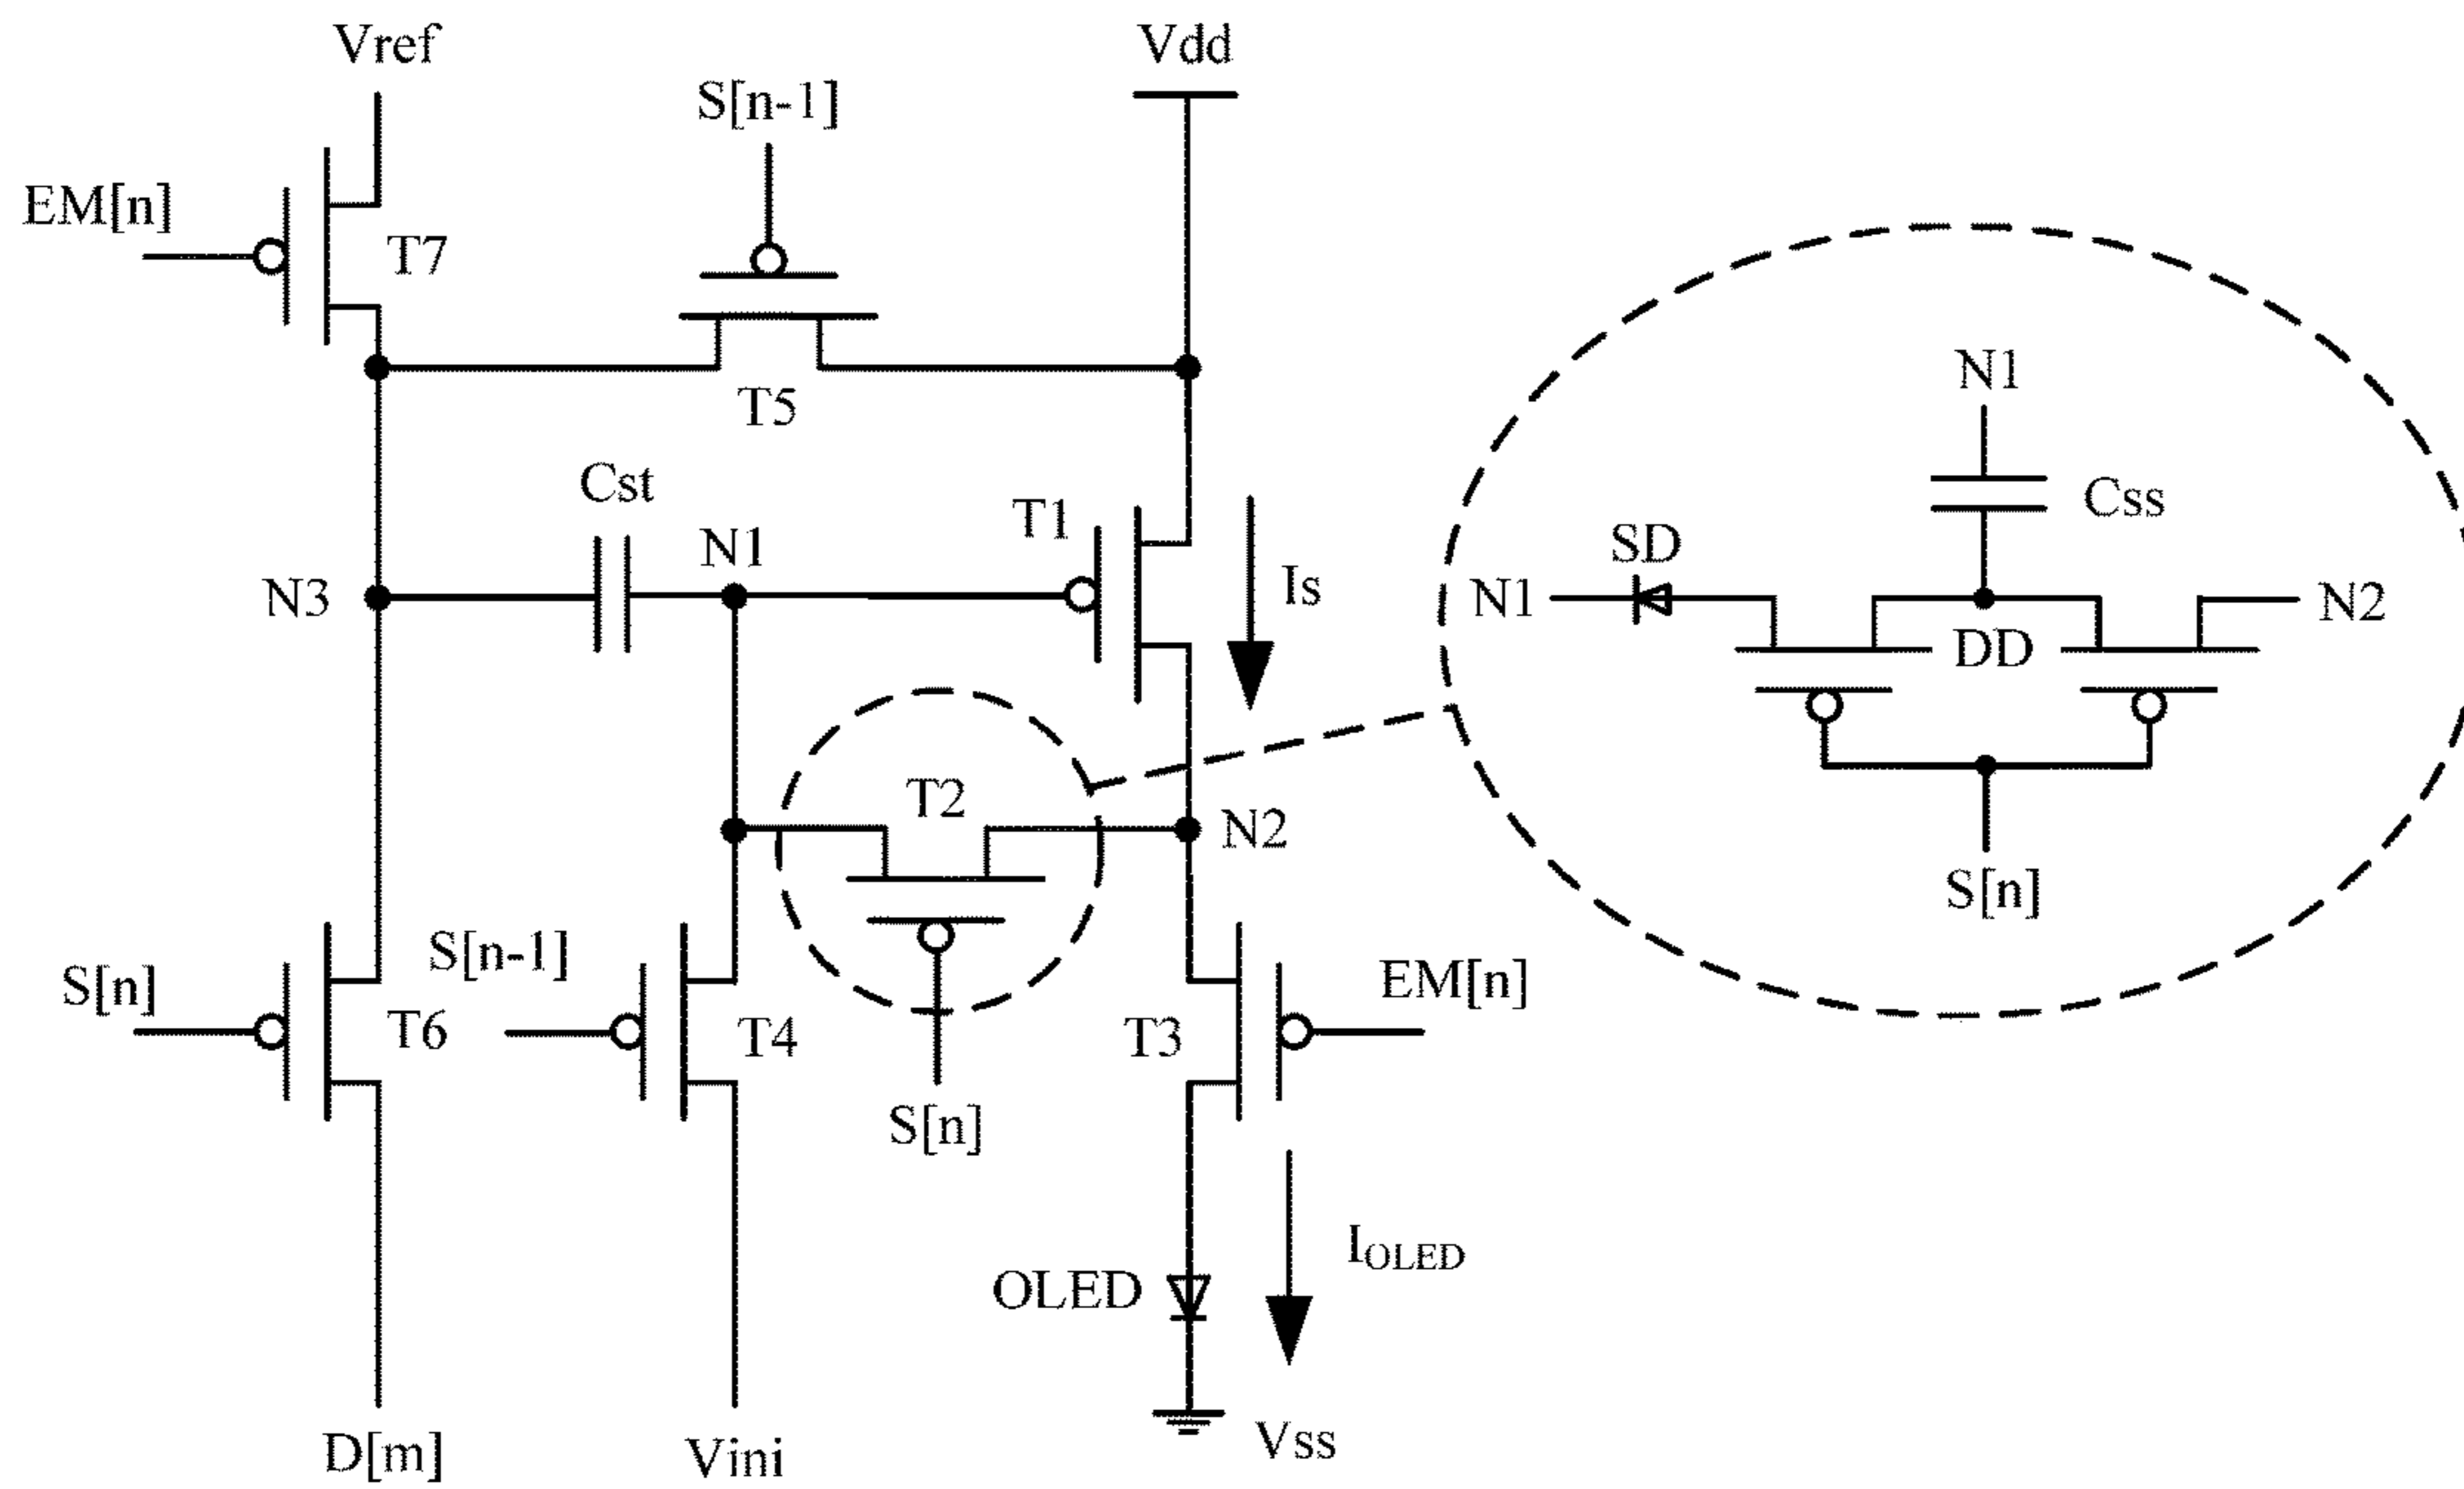 Vref
Vdd
S[n-1]
EM[n]
T7
T5
N1
Cst
Css
T1
SD
N1
Is
N3
N1
N2
DD
T2
N2
S[n]
S[n-1]
EM[n]
S[n]
T6
T4
T3
S[n]
IOLED
OLED
D[m]
Vini
Vss